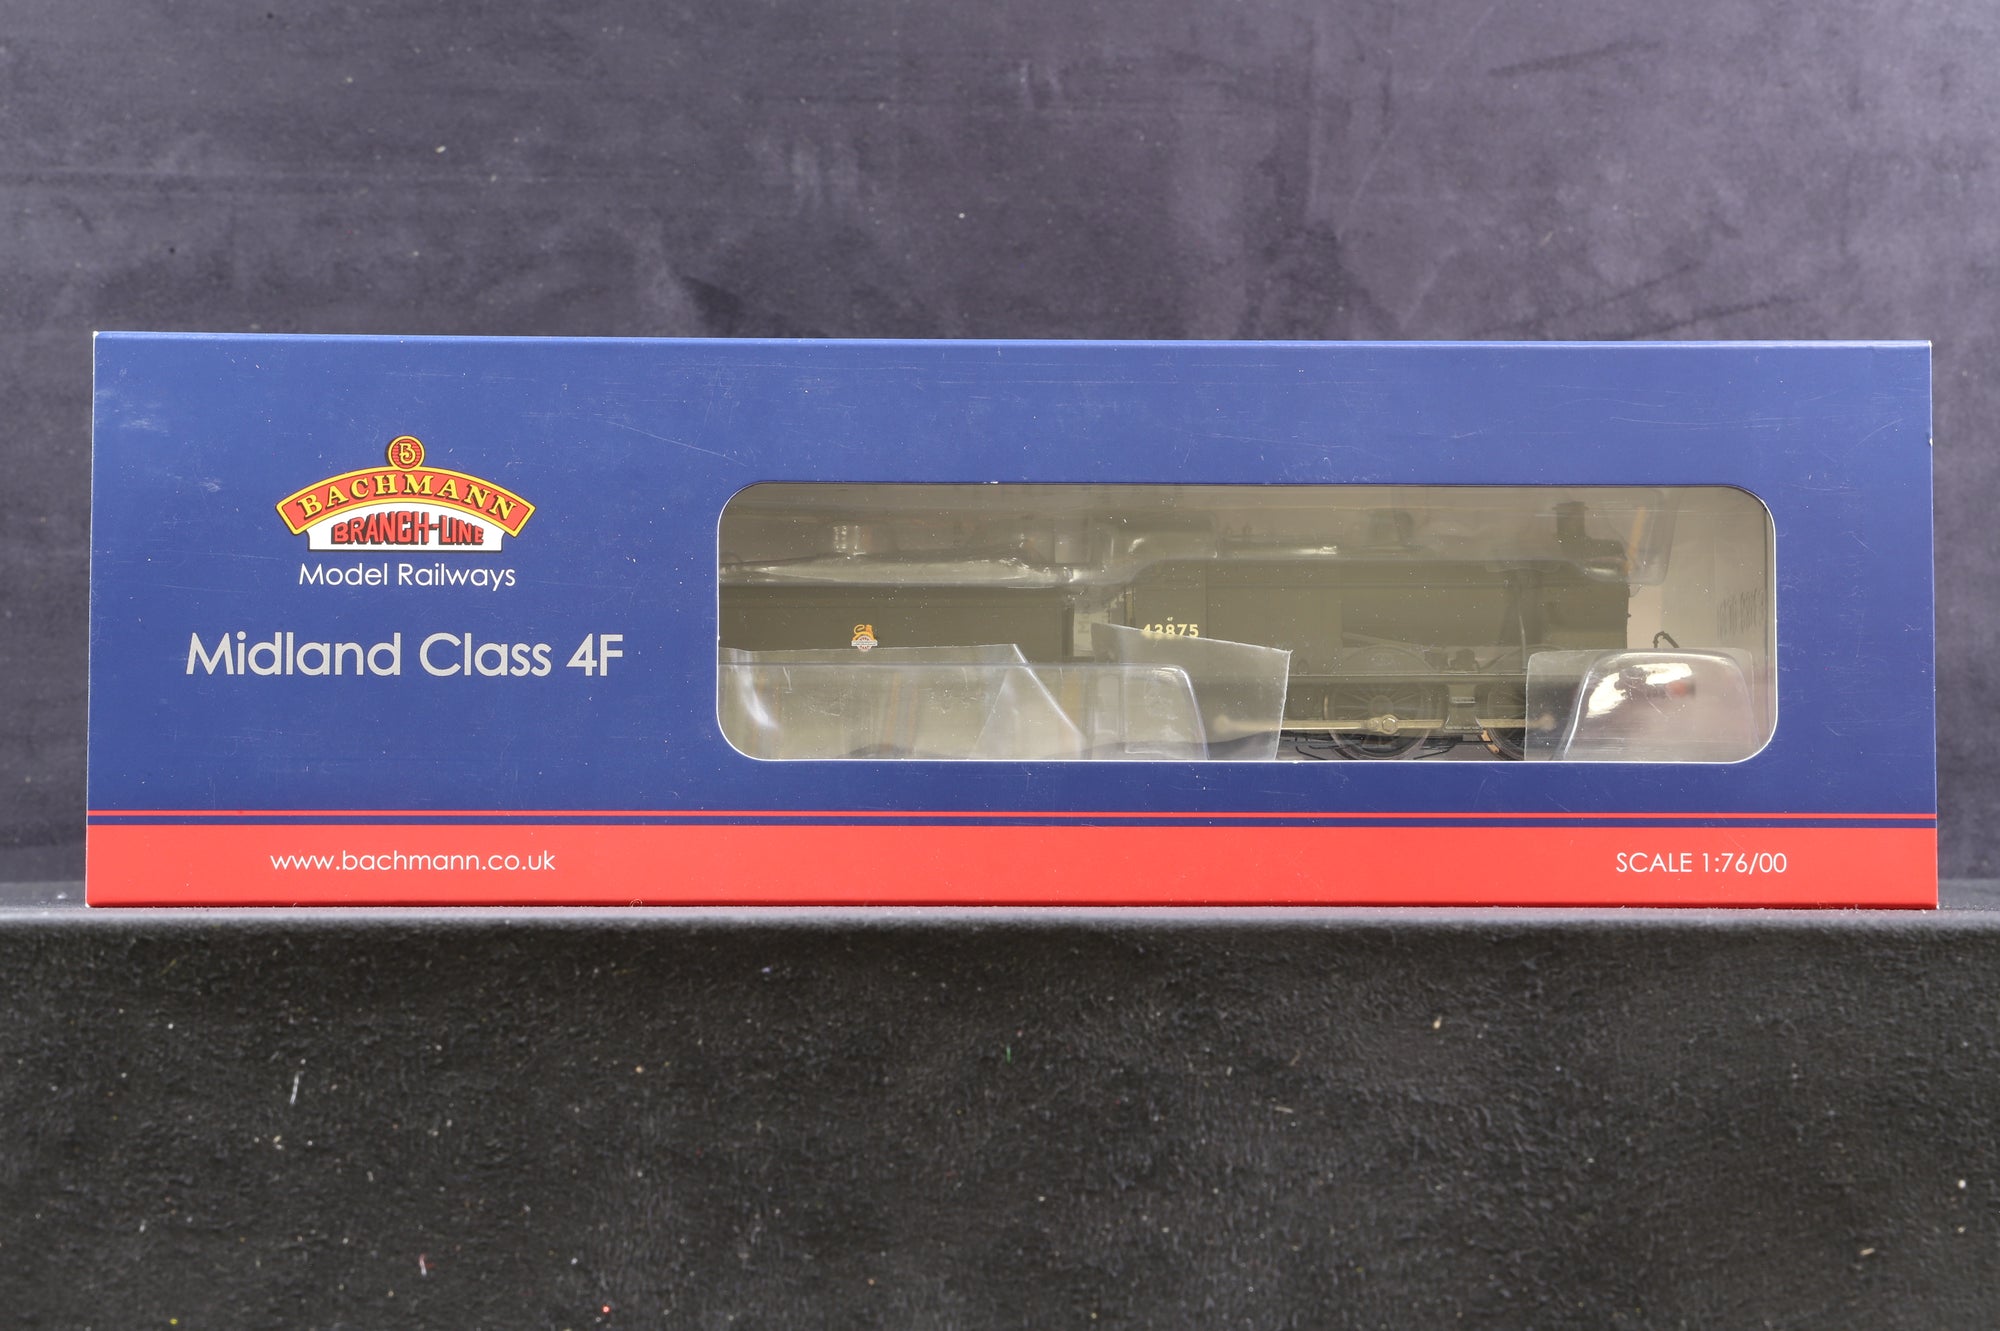 B
BACHMANN
BRANCH-LINE
Model Railways
Midland Class 4F
43875
www.bachmann.co.uk
SCALE 1:76/00